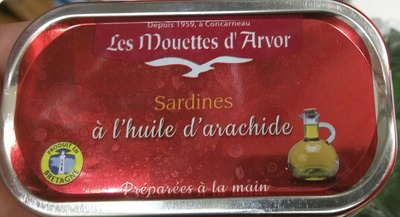 Depuis 1959, à Concarneau
Les Mouettes d'Arvor
Sardines
à l'huile d'arachide
PRODUIT EN
BRETAGNE
Préparées à la main